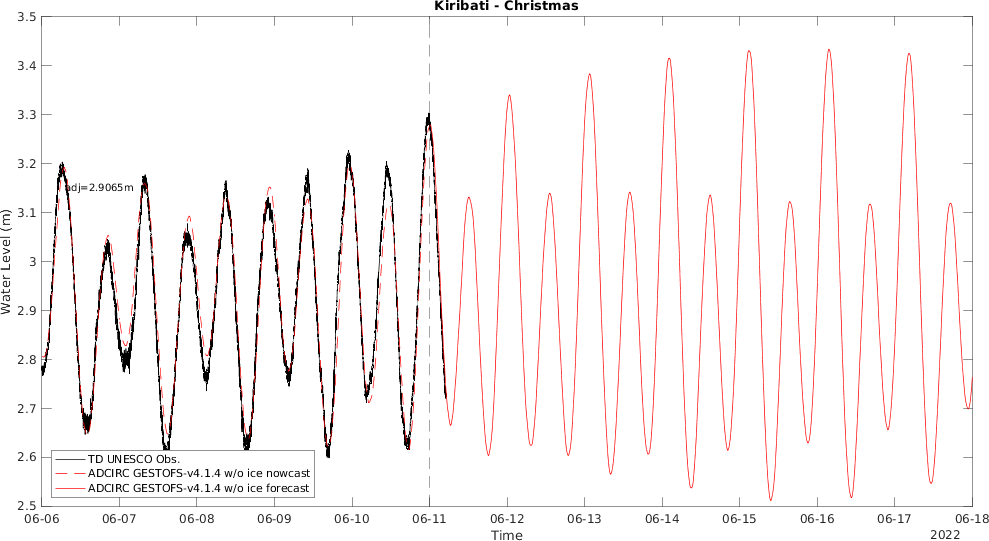 Kiribati - Christmas
3.5
3.4
3.3
3.2
adj=2.9065m
3.1
Water Level (m)
3
2.9
2.8
2.7
2.6
TD UNESCO Obs.
ADCIRC GESTOFS-v4.1.4 w/o ice nowcast
ADCIRC GESTOFS-v4.1.4 w/o ice forecast
2.5
06-06 06-07 06-08 06-09 06-10 06-11 06-12 06-13 06-14 06-15 06-16 06-17 06-18
Time
2022